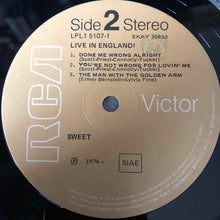 Side 2 Stereo
LPL1 5107-1 EKAY 30833
LIVE IN ENGLAND!
1. DONE ME WRONG ALRIGHT
(Scott-Priest-Connolly-Tucker)
2. YOU'RE NOT WRONG FOR LOVIN' ME
(Scott-Priest-Connolly-Tucker)
3. THE MAN WITH THE GOLDEN ARM
(Elmer Bernstein-Sylvia Fine)
RCA
Victor
SWEET
℗ 1976 -
SIAE